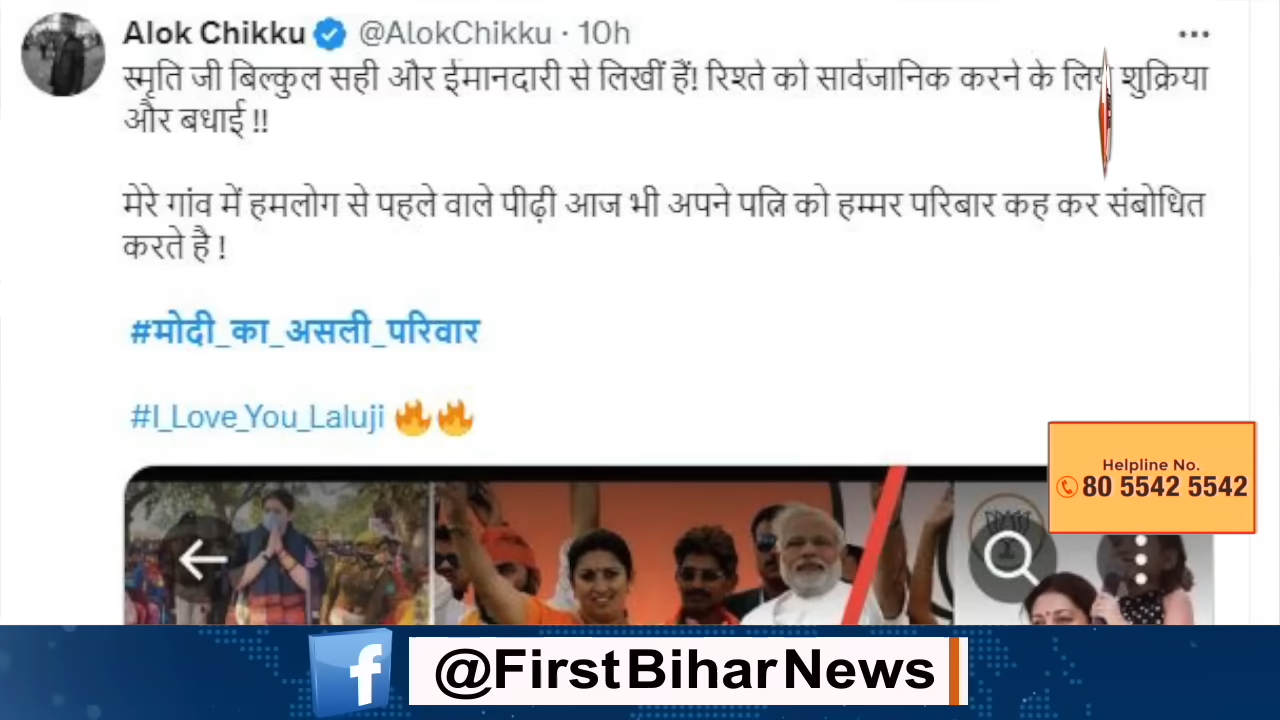 Alok Chikku @AlokChikku · 10h
स्मृति जी बिल्कुल सही और ईमानदारी से लिखीं हैं! रिश्ते को सार्वजानिक करने के लिए शुक्रिया
और बधाई !!
मेरे गांव में हमलोग से पहले वाले पीढ़ी आज भी अपने पत्नि को हम्मर परिबार कह कर संबोधित
करते है !
#मोदी_का_असली_परिवार
#I_Love_You_Laluji 🔥🔥
Helpline No.
80 5542 5542
@FirstBiharNews